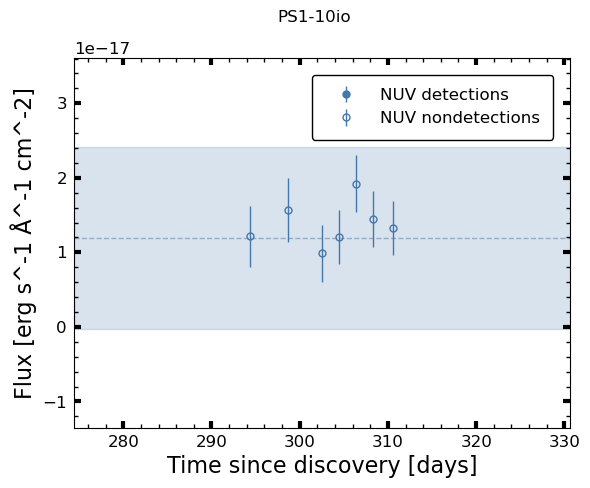 PS1-10io
1e−17
NUV detections
NUV nondetections
3
2
1
0
−1
Flux [erg s^-1 Å^-1 cm^-2]
280 290 300 310 320 330
Time since discovery [days]